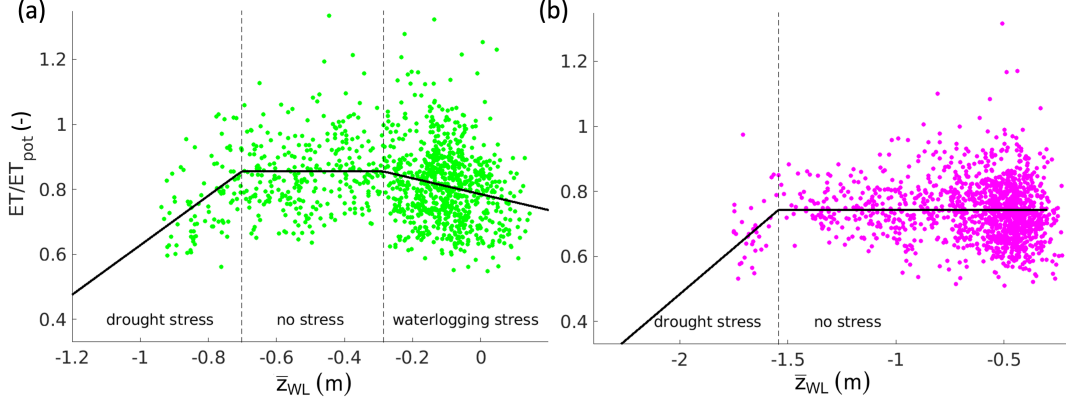 (a)
(b)
1.2
1
0.8
0.6
0.4
ET/ET_pot (-)
drought stress
no stress
waterlogging stress
-1.2
-1
-0.8
-0.6
-0.4
-0.2
0
z̅_WL (m)
1.2
1
0.8
0.6
0.4
drought stress
no stress
-2
-1.5
-1
-0.5
z̅_WL (m)